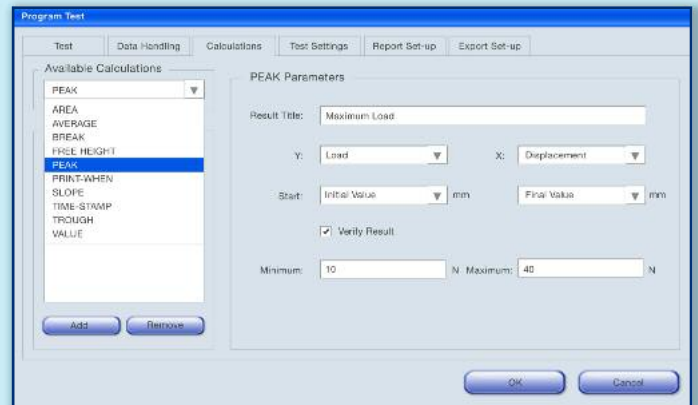 Program Test
Test Data Handling Calculations Test Settings Report Set-up Export Set-up
Available Calculations
PEAK
AREA
AVERAGE
BREAK
FREE HEIGHT
PEAK
PRINT-WHEN
SLOPE
TIME-STAMP
TROUGH
VALUE
Add Remove
PEAK Parameters
Result Title: Maximum Load
Y: Load X: Displacement
Start: Initial Value mm Final Value mm
Verify Result
Minimum: 10 N Maximum: 40 N
OK Cancel